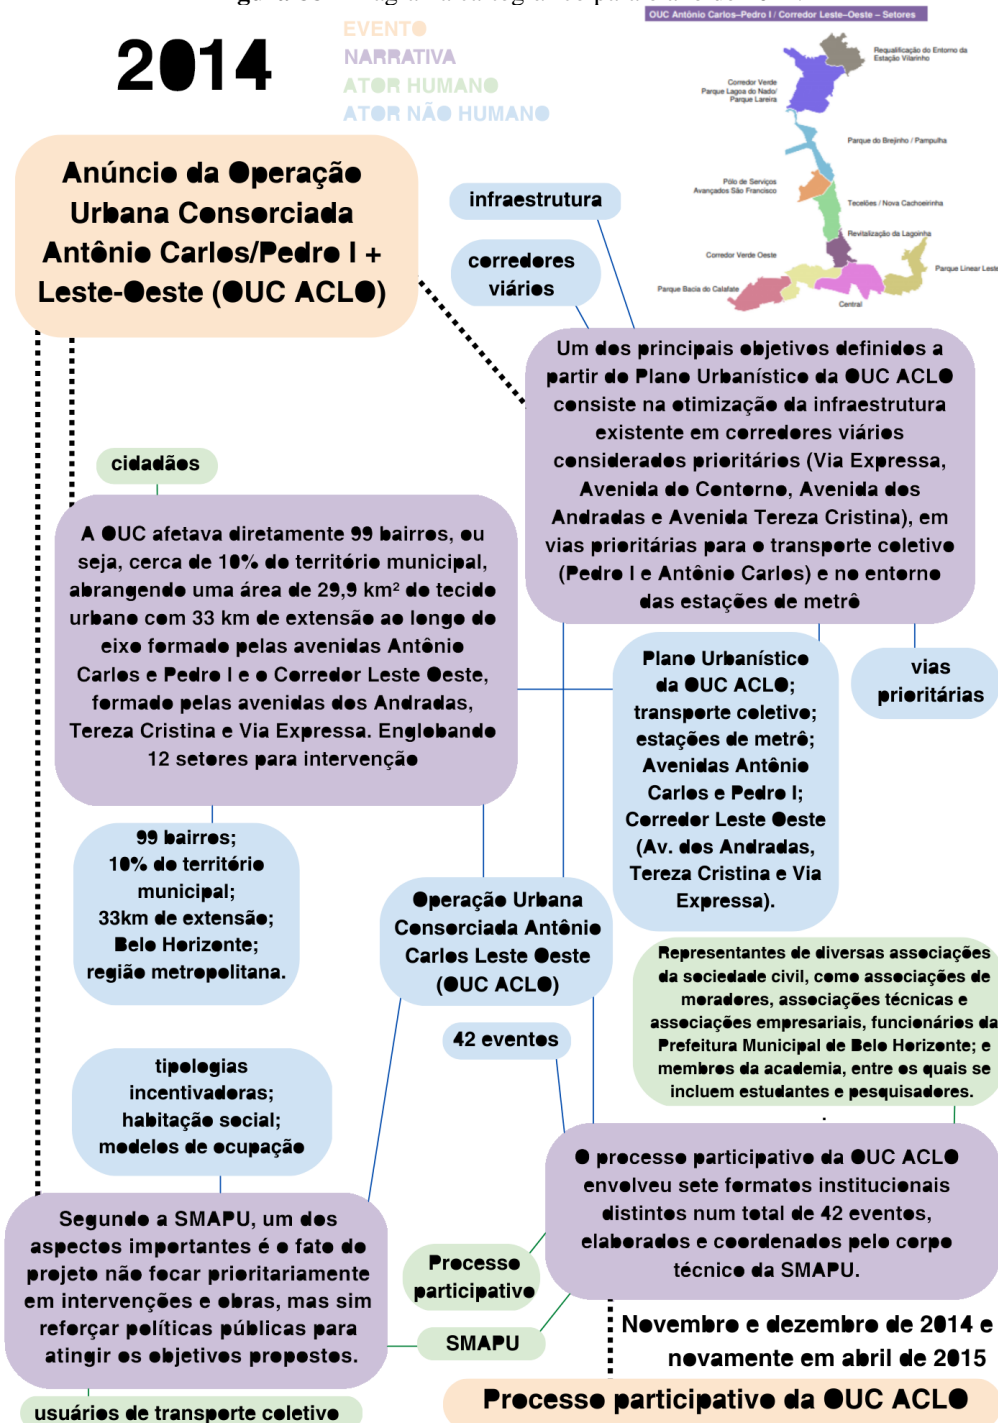 2014
EVENTO
NARRATIVA
ATOR HUMANO
ATOR NÃO HUMANO
OUC Antônio Carlos–Pedro I / Corredor Leste–Oeste – Setores
Requalificação do Entorno da
Estação Vilarinho
Corredor Verde
Parque Lagoa do Nado/
Parque Lareira
Parque do Brejinho / Pampulha
Pólo de Serviços
Avançados São Francisco
Tecelões / Nova Cachoeirinha
Revitalização da Lagoinha
Corredor Verde Oeste
Parque Linear Leste
Parque Bacia do Calafate
Central
Anúncio da Operação
Urbana Consorciada
Antônio Carlos/Pedro I +
Leste-Oeste (OUC ACLO)
infraestrutura
corredores
viários
Um dos principais objetivos definidos a
partir do Plano Urbanístico da OUC ACLO
consiste na otimização da infraestrutura
existente em corredores viários
considerados prioritários (Via Expressa,
Avenida do Contorno, Avenida dos
Andradas e Avenida Tereza Cristina), em
vias prioritárias para o transporte coletivo
(Pedro I e Antônio Carlos) e no entorno
das estações de metrô
cidadãos
A OUC afetava diretamente 99 bairros, ou
seja, cerca de 10% do território municipal,
abrangendo uma área de 29,9 km² do tecido
urbano com 33 km de extensão ao longo do
eixo formado pelas avenidas Antônio
Carlos e Pedro I e o Corredor Leste Oeste,
formado pelas avenidas dos Andradas,
Tereza Cristina e Via Expressa. Englobando
12 setores para intervenção
Plano Urbanístico
da OUC ACLO;
transporte coletivo;
estações de metrô;
Avenidas Antônio
Carlos e Pedro I;
Corredor Leste Oeste
(Av. dos Andradas,
Tereza Cristina e Via
Expressa).
vias
prioritárias
99 bairros;
10% do território
municipal;
33km de extensão;
Belo Horizonte;
região metropolitana.
Operação Urbana
Consorciada Antônio
Carlos Leste Oeste
(OUC ACLO)
42 eventos
Representantes de diversas associações
da sociedade civil, como associações de
moradores, associações técnicas e
associações empresariais, funcionários da
Prefeitura Municipal de Belo Horizonte; e
membros da academia, entre os quais se
incluem estudantes e pesquisadores.
.
tipologias
incentivadoras;
habitação social;
modelos de ocupação
O processo participativo da OUC ACLO
envolveu sete formatos institucionais
distintos num total de 42 eventos,
elaborados e coordenados pelo corpo
técnico da SMAPU.
Segundo a SMAPU, um dos
aspectos importantes é o fato do
projeto não focar prioritariamente
em intervenções e obras, mas sim
reforçar políticas públicas para
atingir os objetivos propostos.
Processo
participativo
SMAPU
Novembro e dezembro de 2014 e
novamente em abril de 2015
Processo participativo da OUC ACLO
usuários de transporte coletivo